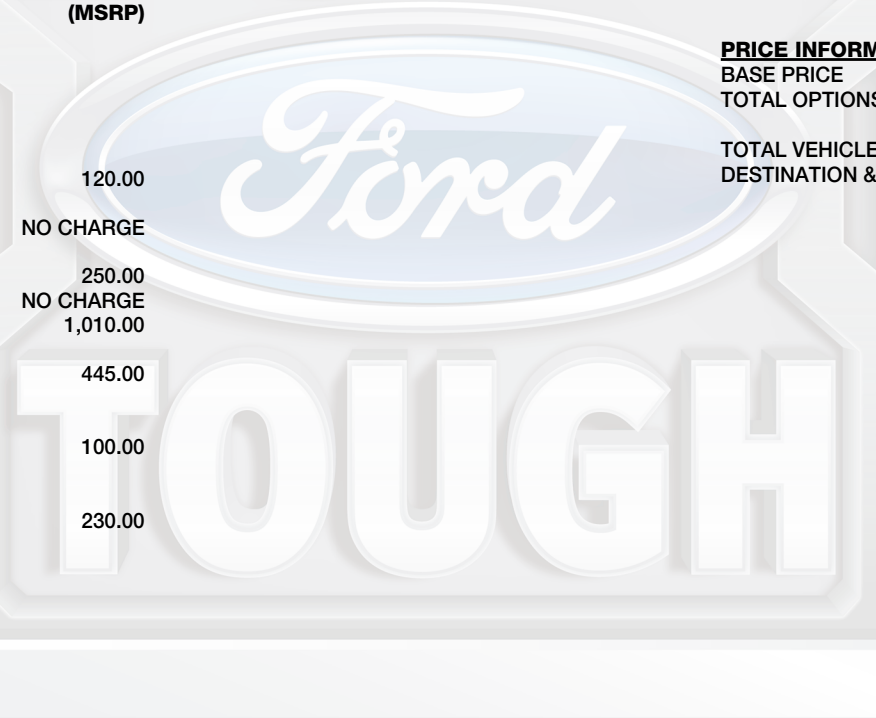 (MSRP)
120.00
NO CHARGE
250.00
NO CHARGE
1,010.00
445.00
100.00
230.00
PRICE INFORM
BASE PRICE
TOTAL OPTIONS
TOTAL VEHICLE
DESTINATION &
Ford
TOUGH